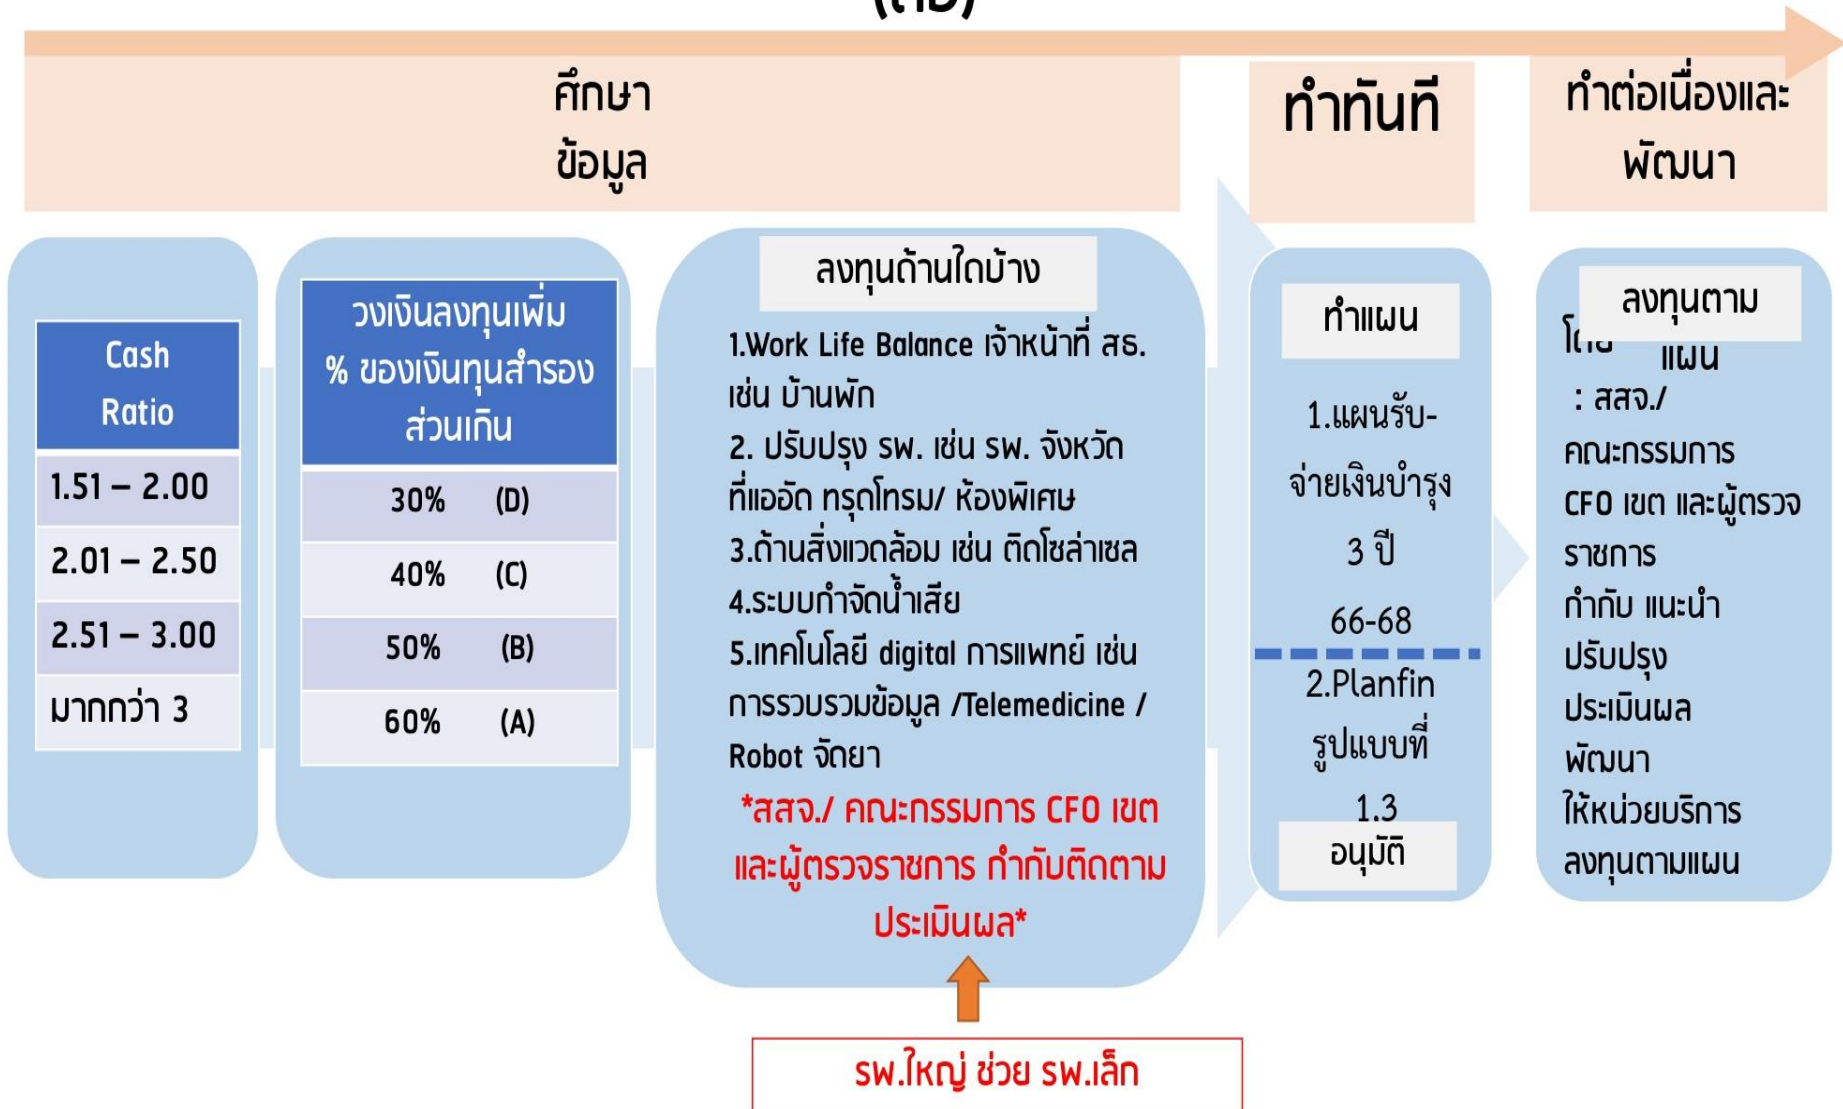 (ต่อ)
ศึกษา
ข้อมูล
ทำทันที
ทำต่อเนื่องและ
พัฒนา
Cash
Ratio
1.51 – 2.00
2.01 – 2.50
2.51 – 3.00
มากกว่า 3
วงเงินลงทุนเพิ่ม
% ของเงินทุนสำรอง
ส่วนเกิน
30% (D)
40% (C)
50% (B)
60% (A)
ลงทุนด้านใดบ้าง
1.Work Life Balance เจ้าหน้าที่ สธ.
เช่น บ้านพัก
2. ปรับปรุง รพ. เช่น รพ. จังหวัด
ที่แออัด ทรุดโทรม/ ห้องพิเศษ
3.ด้านสิ่งแวดล้อม เช่น ติดโซล่าเซล
4.ระบบกำจัดน้ำเสีย
5.เทคโนโลยี digital การแพทย์ เช่น
การรวบรวมข้อมูล /Telemedicine /
Robot จัดยา
*สสจ./ คณะกรรมการ CFO เขต
และผู้ตรวจราชการ กำกับติดตาม
ประเมินผล*
รพ.ใหญ่ ช่วย รพ.เล็ก
ทำแผน
1.แผนรับ-
จ่ายเงินบำรุง
3 ปี
66-68
2.Planfin
รูปแบบที่
1.3
อนุมัติ
ลงทุนตาม
แผน
โดย
: สสจ./
คณะกรรมการ
CFO เขต และผู้ตรวจ
ราชการ
กำกับ แนะนำ
ปรับปรุง
ประเมินผล
พัฒนา
ให้หน่วยบริการ
ลงทุนตามแผน